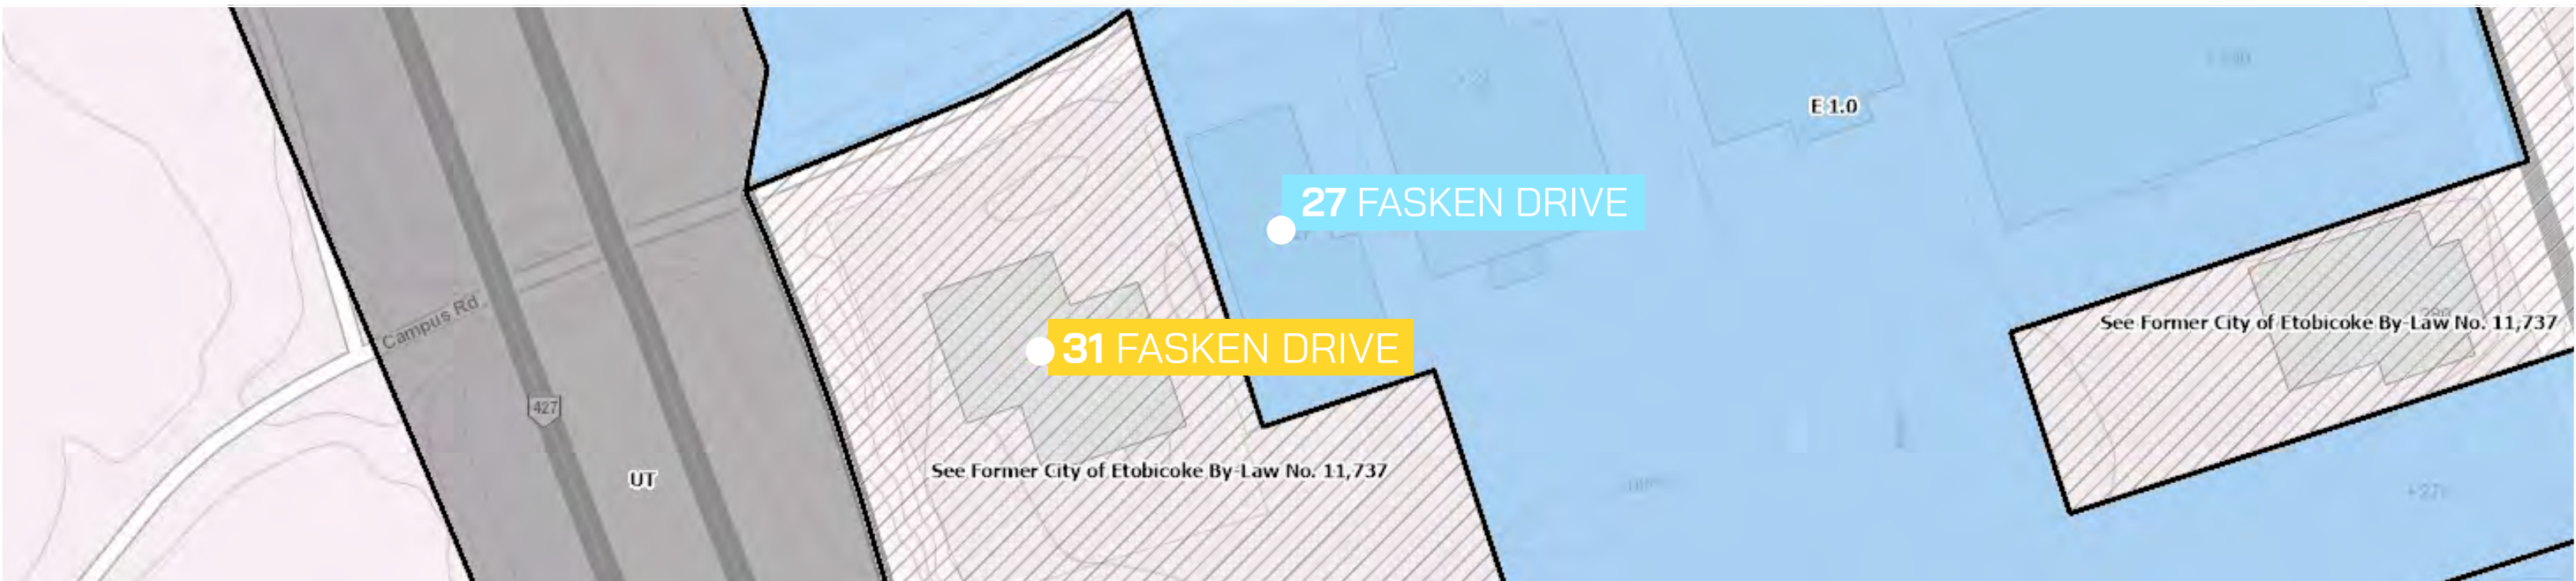 E 1.0
27 FASKEN DRIVE
Campus Rd
See Former City of Etobicoke By-Law No. 11,737
31 FASKEN DRIVE
427
See Former City of Etobicoke By-Law No. 11,737
UT